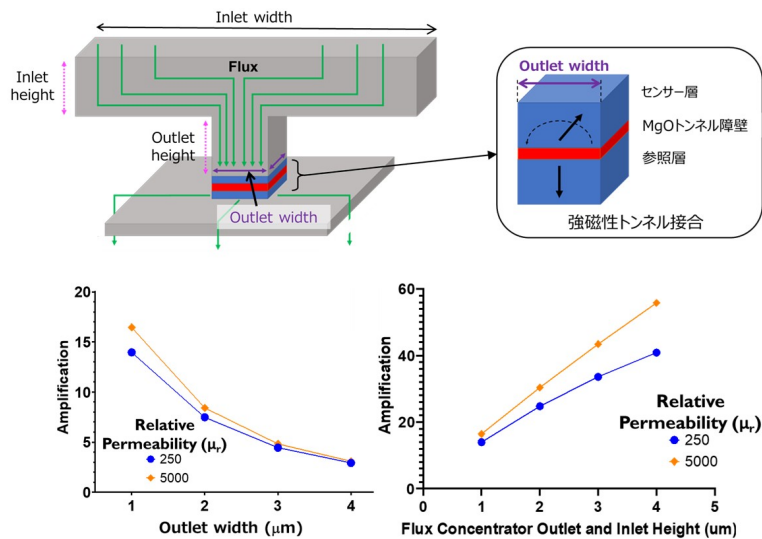 Inlet width
Flux
Inlet
height
Outlet
height
Outlet width
Outlet width
センサー層
MgOトンネル障壁
参照層
強磁性トンネル接合
20
15
10
5
0
Amplification
Relative
Permeability (μr)
250
5000
1
2
3
4
Outlet width (μm)
60
40
20
0
Amplification
Relative
Permeability (μr)
250
5000
0
1
2
3
4
5
Flux Concentrator Outlet and Inlet Height (um)